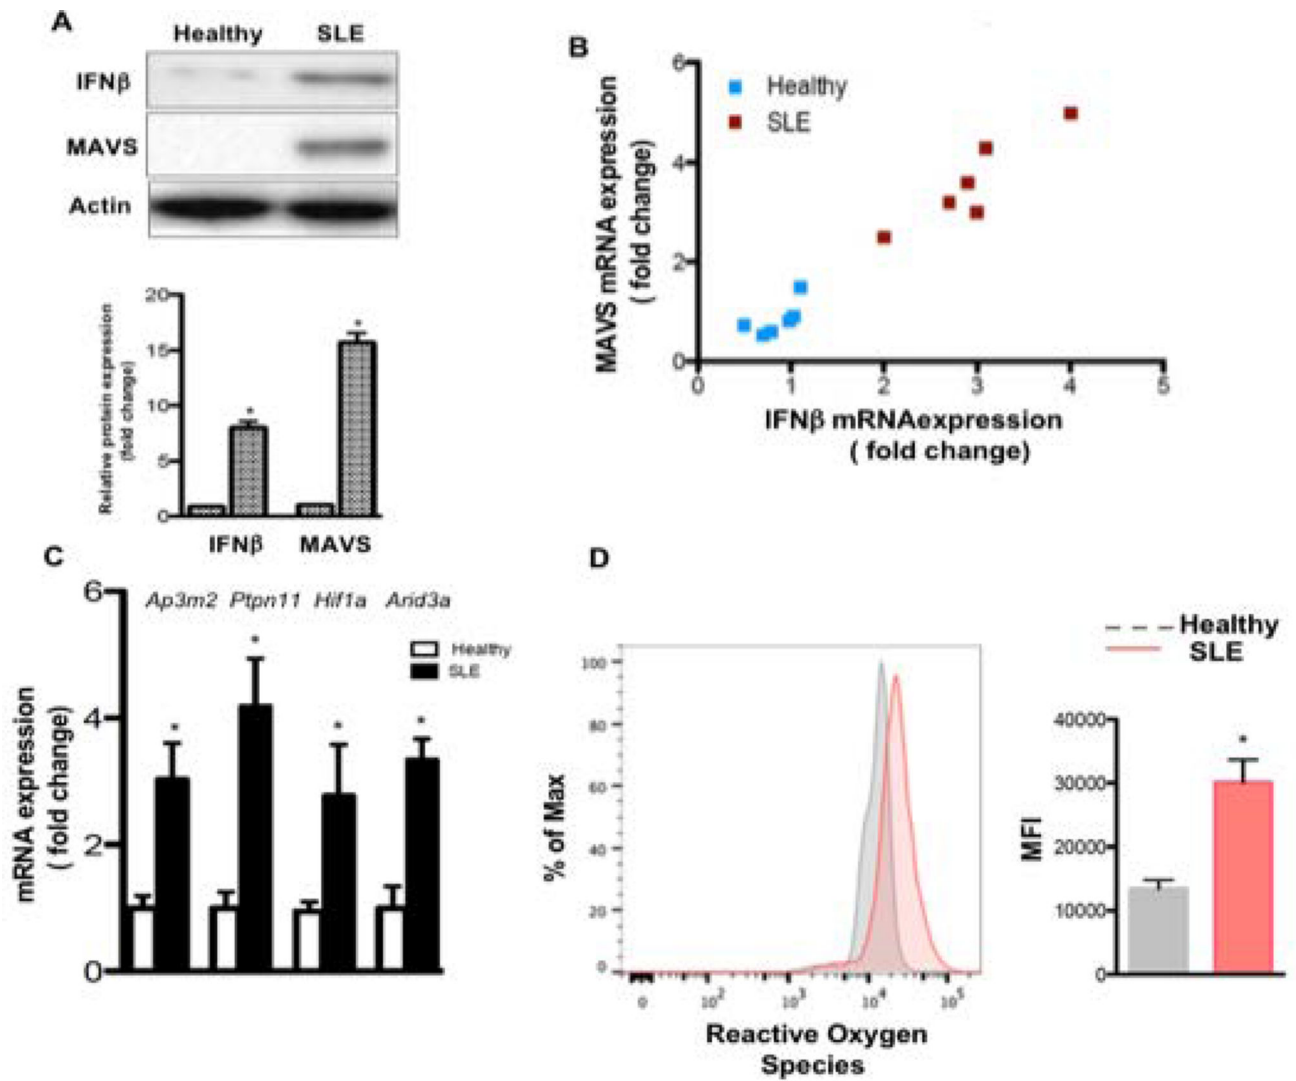 A
Healthy SLE
IFNβ
MAVS
Actin
Relative protein expression
(fold change)
20
15
10
5
0
*
*
IFNβ MAVS
B
MAVS mRNA expression
( fold change)
6
4
2
0
Healthy
SLE
0 1 2 3 4 5
IFNβ mRNAexpression
( fold change)
C
mRNA expression
( fold change)
6
4
2
0
Ap3m2 Ptpn11 Hif1a Arid3a
Healthy
SLE
* * * *
D
% of Max
100
80
60
40
20
0
0 10² 10³ 10⁴ 10⁵
Reactive Oxygen
Species
Healthy
SLE
MFI
40000
30000
20000
10000
0
*